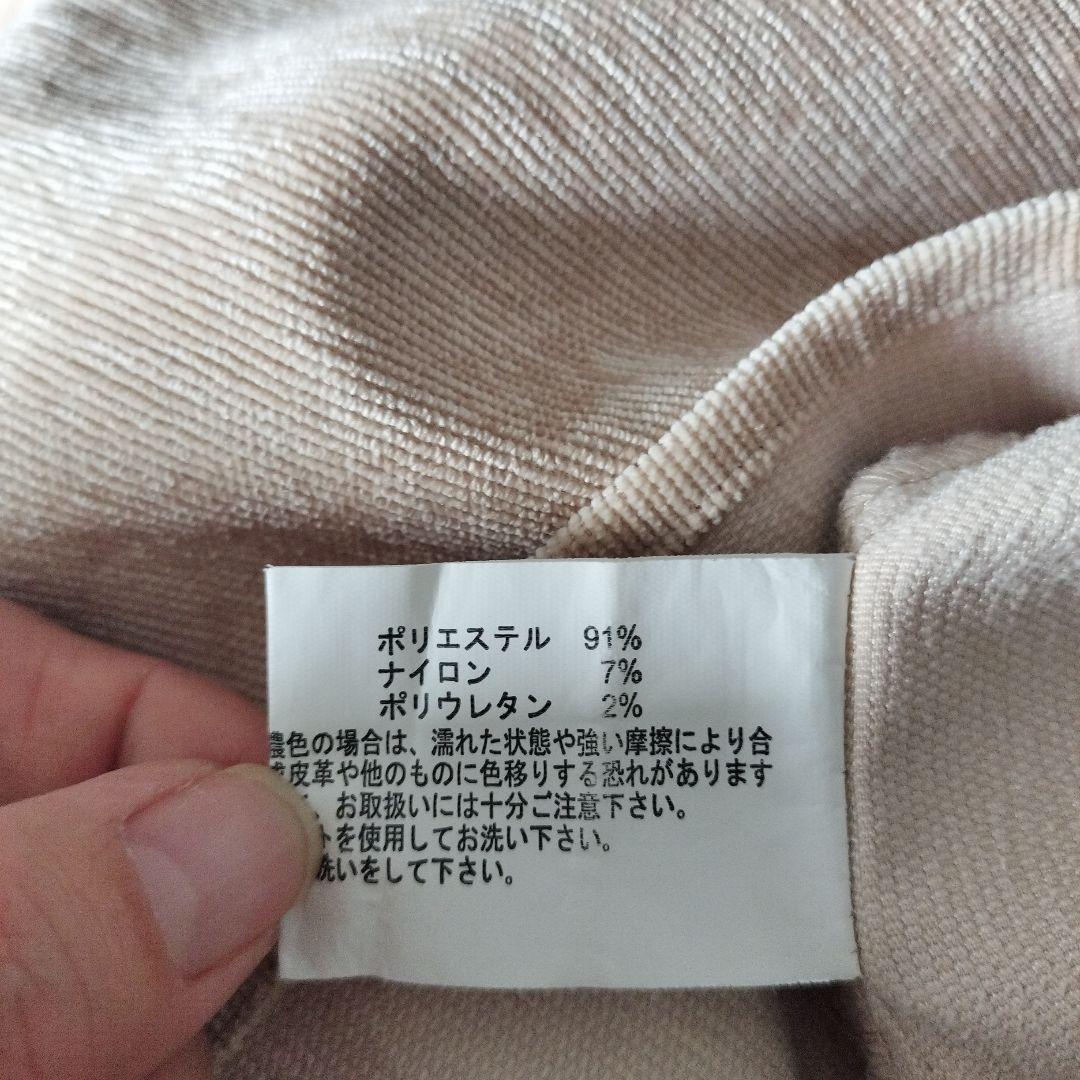 ポリエステル 91%
ナイロン 7%
ポリウレタン 2%
濃色の場合は、濡れた状態や強い摩擦により合
皮革や他のものに色移りする恐れがあります
、お取扱いには十分ご注意下さい。
トを使用してお洗い下さい。
洗いをして下さい。